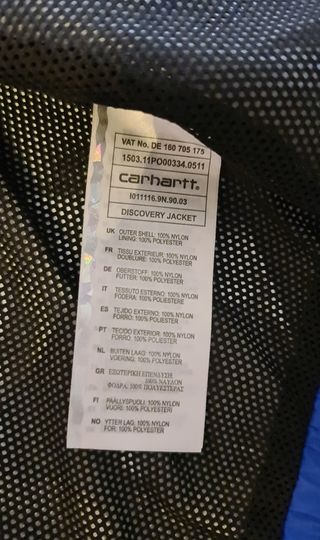 VAT No. DE 180 705 175
1503.11PO00334.0511
carhartt.
I011116.9N.90.03
DISCOVERY JACKET
UK OUTER SHELL: 100% NYLON
LINING: 100% POLYESTER
FR TISSU EXTERIEUR: 100% NYLON
DOUBLURE: 100% POLYESTER
DE OBERSTOFF: 100% NYLON
FUTTER: 100% POLYESTER
IT TESSUTO ESTERNO: 100% NYLON
FODERA: 100% POLIESTERE
ES TEJIDO EXTERNO: 100% NYLON
FORRO: 100% POLIESTER
PT TECIDO EXTERIOR: 100% NYLON
FORRO: 100% POLIESTER
NL BUITEN LAAG: 100% NYLON
VOERING: 100% POLYESTER
GR ΕΞΩΤΕΡΙΚΗ ΕΠΕΝΔΥΣΗ
100% ΝΑΥΛΟΝ
ΦΟΔΡΑ: 100% ΠΟΛΥΕΣΤΕΡΑΣ
FI PÄÄLLYSPUOLI: 100% NYLON
VUORI: 100% POLYESTERI
NO YTTER LAG: 100% NYLON
FOR: 100% POLYESTER